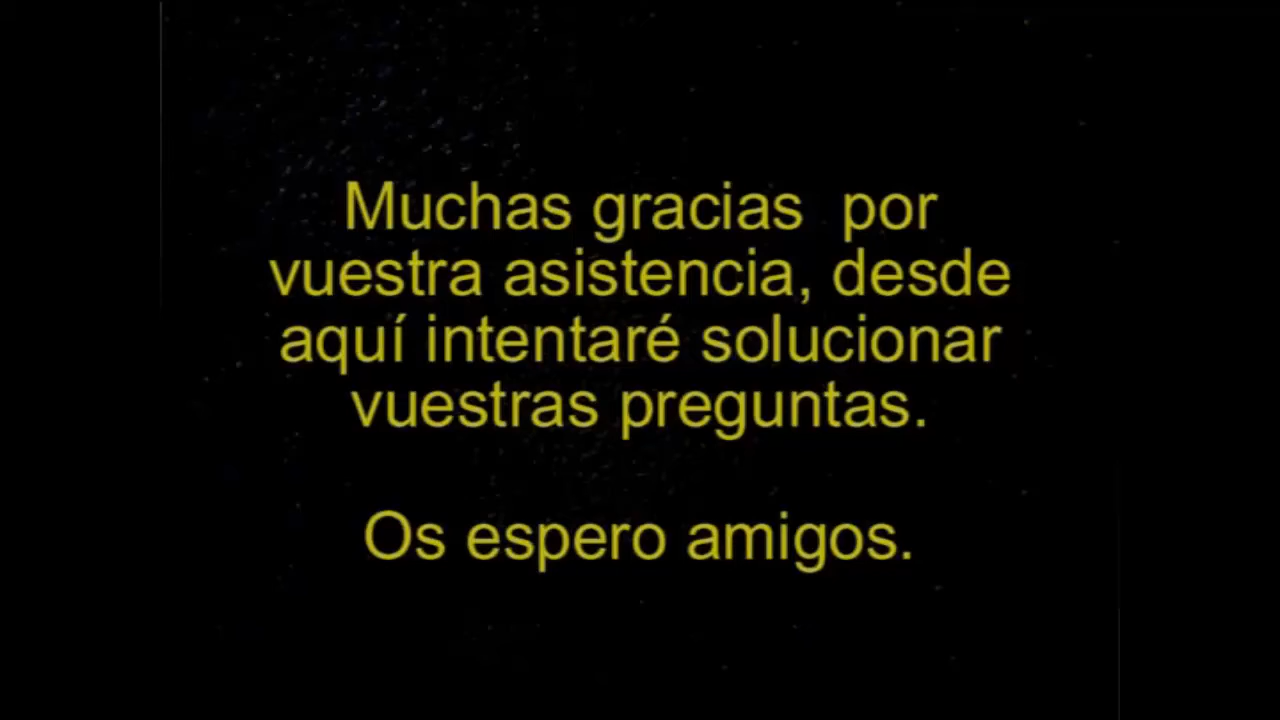 Muchas gracias  por
vuestra asistencia, desde
aquí intentaré solucionar
vuestras preguntas.
Os espero amigos.